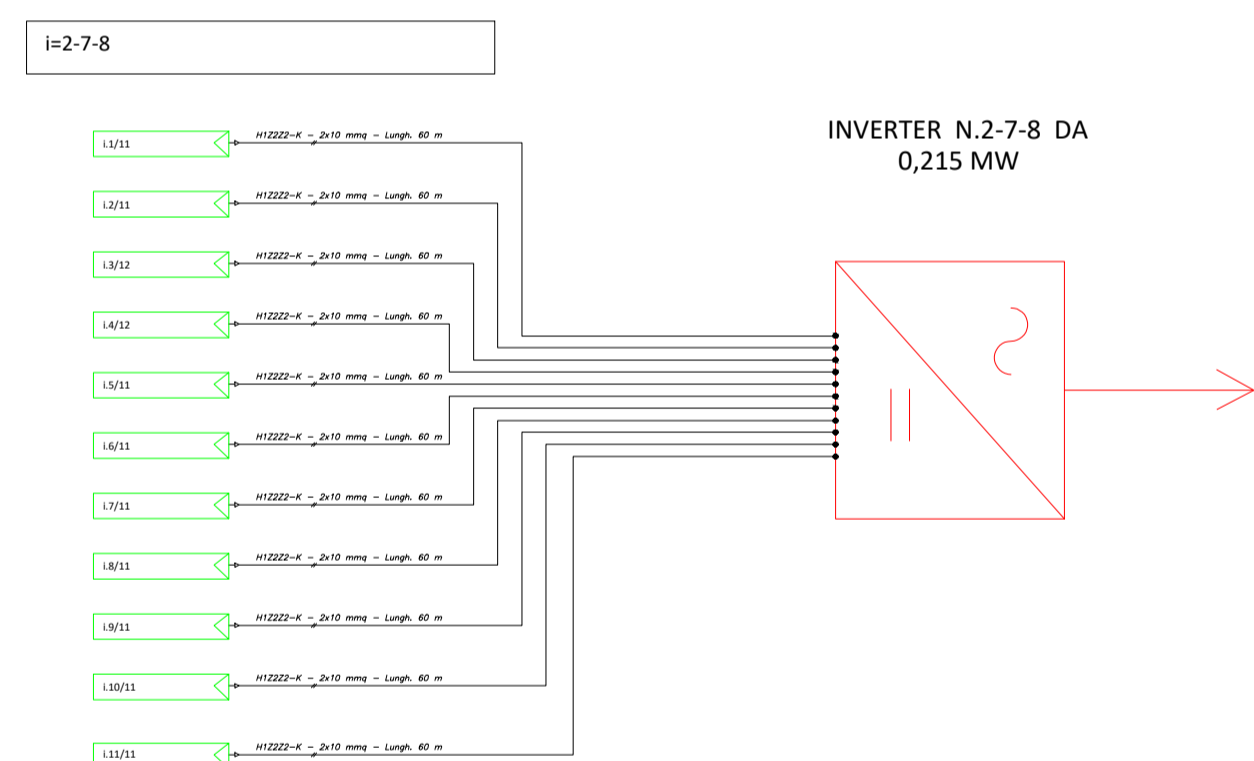 i=2-7-8
INVERTER N.2-7-8 DA
0,215 MW
i.1/11
H1Z2Z2-K - 2x10 mmq - Lungh. 60 m
i.2/11
H1Z2Z2-K - 2x10 mmq - Lungh. 60 m
i.3/12
H1Z2Z2-K - 2x10 mmq - Lungh. 60 m
i.4/12
H1Z2Z2-K - 2x10 mmq - Lungh. 60 m
i.5/11
H1Z2Z2-K - 2x10 mmq - Lungh. 60 m
i.6/11
H1Z2Z2-K - 2x10 mmq - Lungh. 60 m
i.7/11
H1Z2Z2-K - 2x10 mmq - Lungh. 60 m
i.8/11
H1Z2Z2-K - 2x10 mmq - Lungh. 60 m
i.9/11
H1Z2Z2-K - 2x10 mmq - Lungh. 60 m
i.10/11
H1Z2Z2-K - 2x10 mmq - Lungh. 60 m
i.11/11
H1Z2Z2-K - 2x10 mmq - Lungh. 60 m